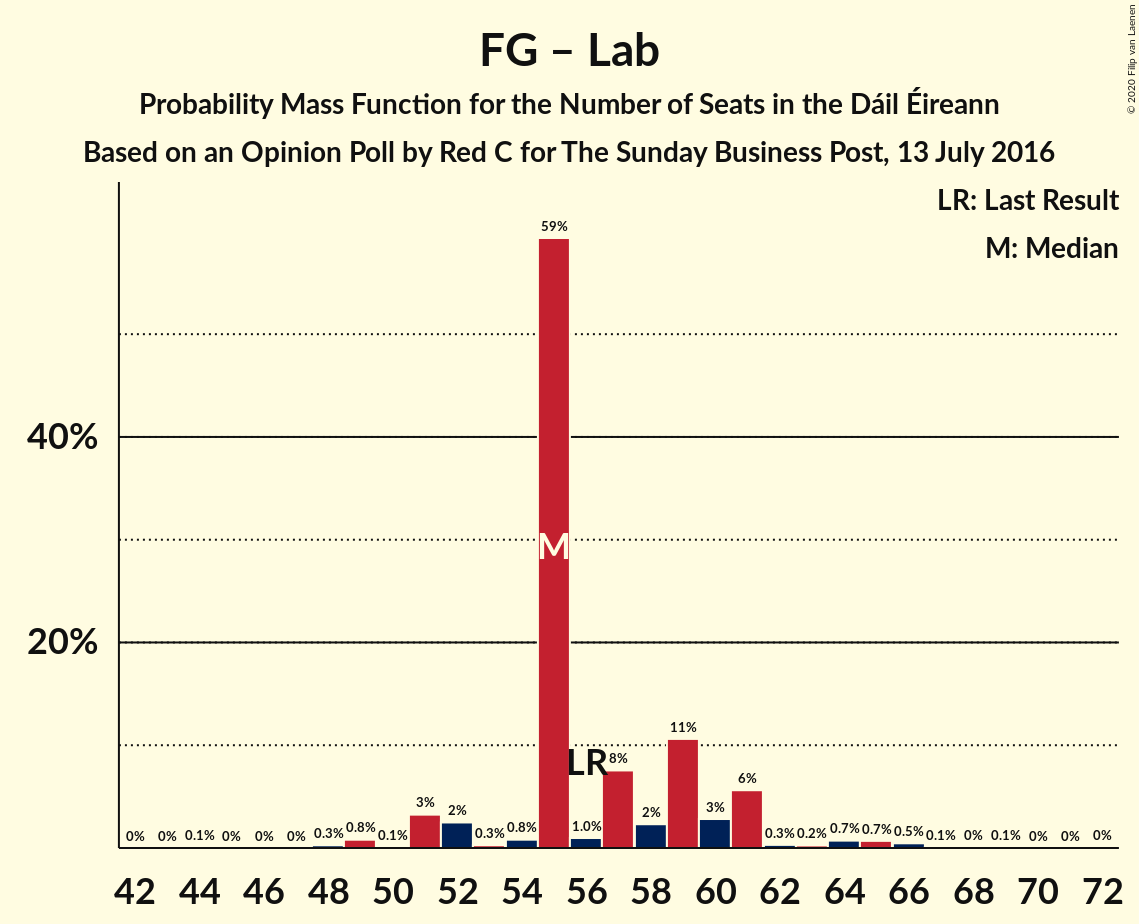 FG – Lab
Probability Mass Function for the Number of Seats in the Dáil Éireann
Based on an Opinion Poll by Red C for The Sunday Business Post, 13 July 2016
© 2020 Filip van Laenen
LR: Last Result
M: Median
40%
20%
0% 0% 0.1% 0% 0% 0% 0.3% 0.8% 0.1% 3% 2% 0.3% 0.8% 59% 1.0% 8% 2% 11% 3% 6% 0.3% 0.2% 0.7% 0.7% 0.5% 0.1% 0% 0.1% 0% 0% 0%
M
LR
42 44 46 48 50 52 54 56 58 60 62 64 66 68 70 72